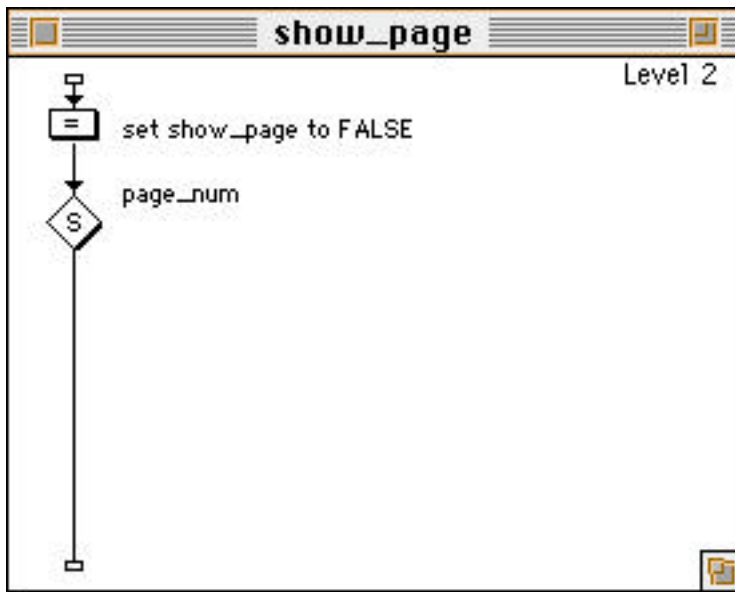 show_page
Level 2
=
set show_page to FALSE
page_num
S